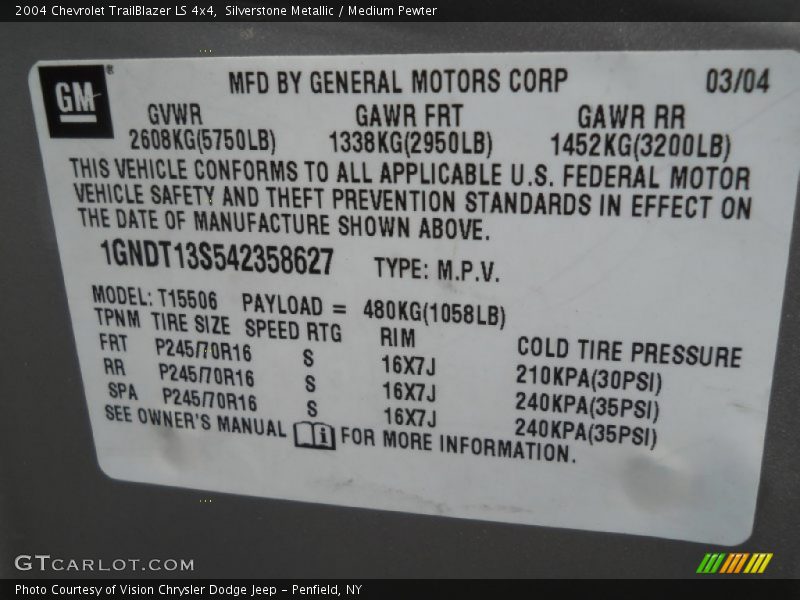 2004 Chevrolet TrailBlazer LS 4x4, Silverstone Metallic / Medium Pewter
GM
MFD BY GENERAL MOTORS CORP 03/04
GVWR GAWR FRT GAWR RR
2608KG(5750LB) 1338KG(2950LB) 1452KG(3200LB)
THIS VEHICLE CONFORMS TO ALL APPLICABLE U.S. FEDERAL MOTOR
VEHICLE SAFETY AND THEFT PREVENTION STANDARDS IN EFFECT ON
THE DATE OF MANUFACTURE SHOWN ABOVE.
1GNDT13S542358627 TYPE: M.P.V.
MODEL: T15506 PAYLOAD = 480KG(1058LB)
TPNM TIRE SIZE SPEED RTG RIM COLD TIRE PRESSURE
FRT P245/70R16 S 16X7J 210KPA(30PSI)
RR P245/70R16 S 16X7J 240KPA(35PSI)
SPA P245/70R16 S 16X7J 240KPA(35PSI)
SEE OWNER'S MANUAL i FOR MORE INFORMATION.
GTCARLOT.COM
Photo Courtesy of Vision Chrysler Dodge Jeep – Penfield, NY